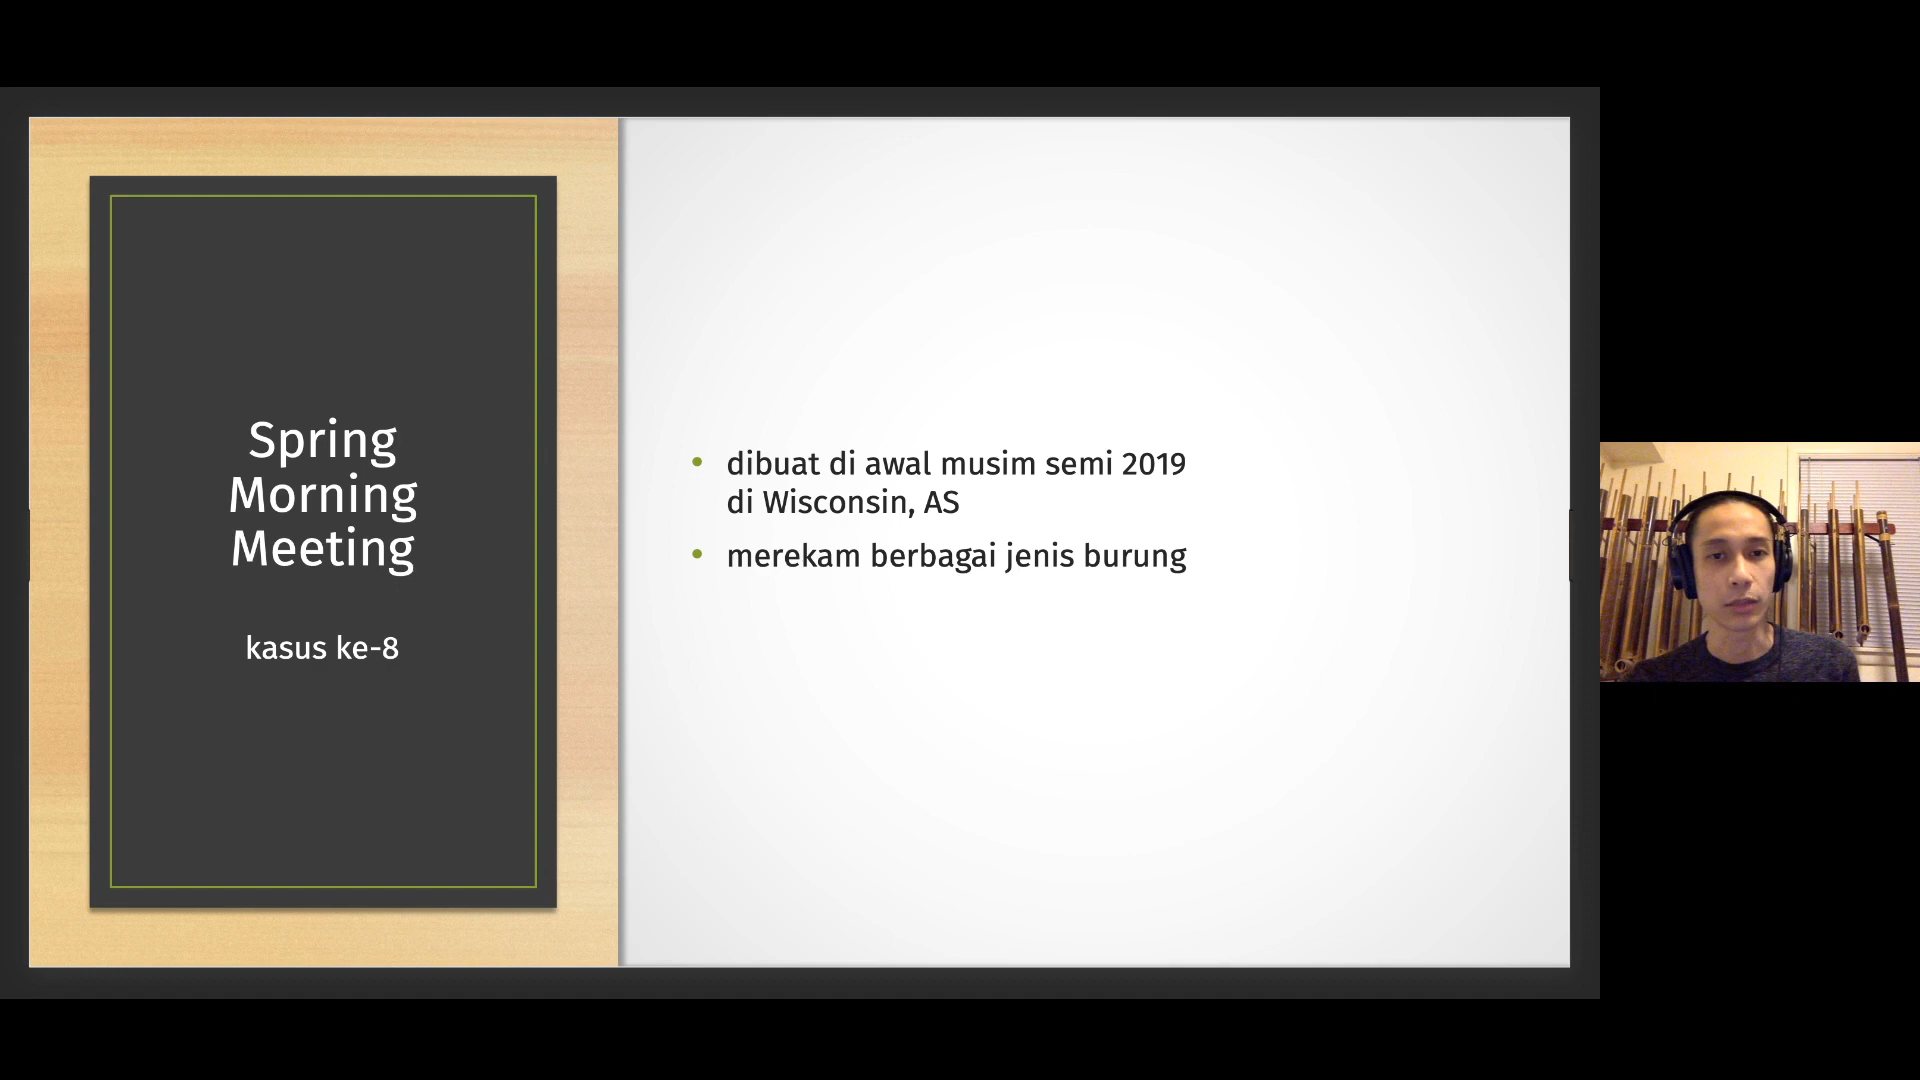 Spring
Morning
Meeting
kasus ke-8
• dibuat di awal musim semi 2019
di Wisconsin, AS
• merekam berbagai jenis burung